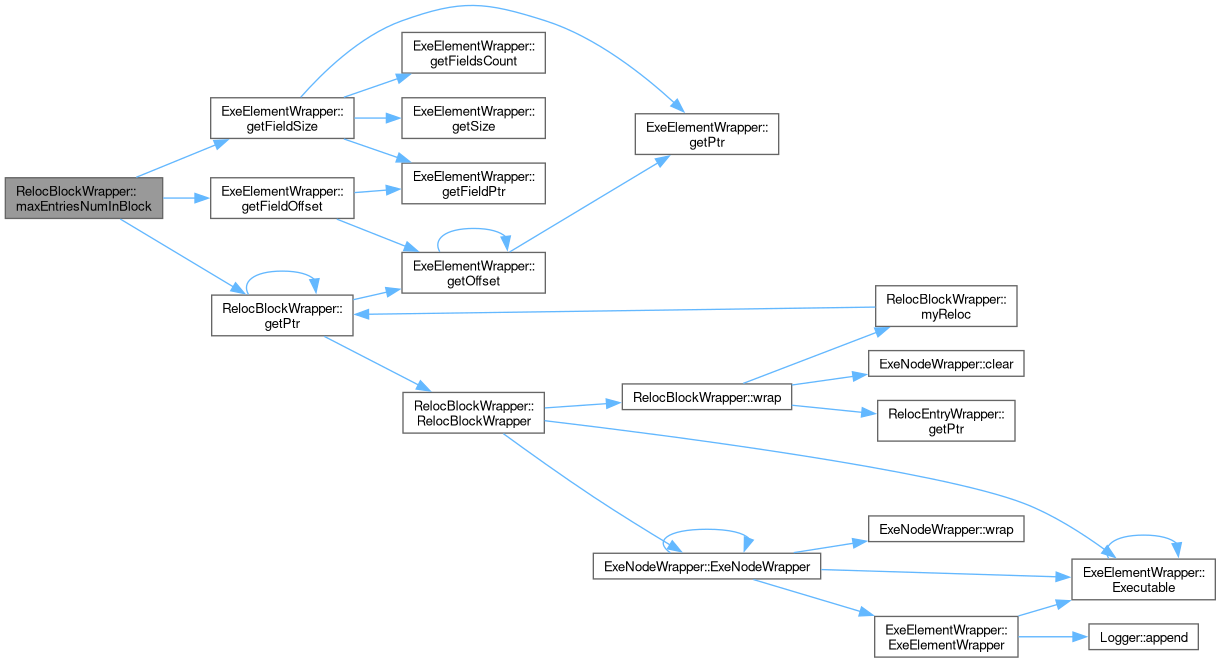 RelocBlockWrapper::
maxEntriesNumInBlock
ExeElementWrapper::
getFieldSize
ExeElementWrapper::
getFieldsCount
ExeElementWrapper::
getSize
ExeElementWrapper::
getFieldPtr
ExeElementWrapper::
getPtr
ExeElementWrapper::
getFieldOffset
ExeElementWrapper::
getOffset
RelocBlockWrapper::
getPtr
RelocBlockWrapper::
RelocBlockWrapper
RelocBlockWrapper::wrap
RelocBlockWrapper::
myReloc
ExeNodeWrapper::clear
RelocEntryWrapper::
getPtr
ExeNodeWrapper::ExeNodeWrapper
ExeNodeWrapper::wrap
ExeElementWrapper::
Executable
ExeElementWrapper::
ExeElementWrapper
Logger::append